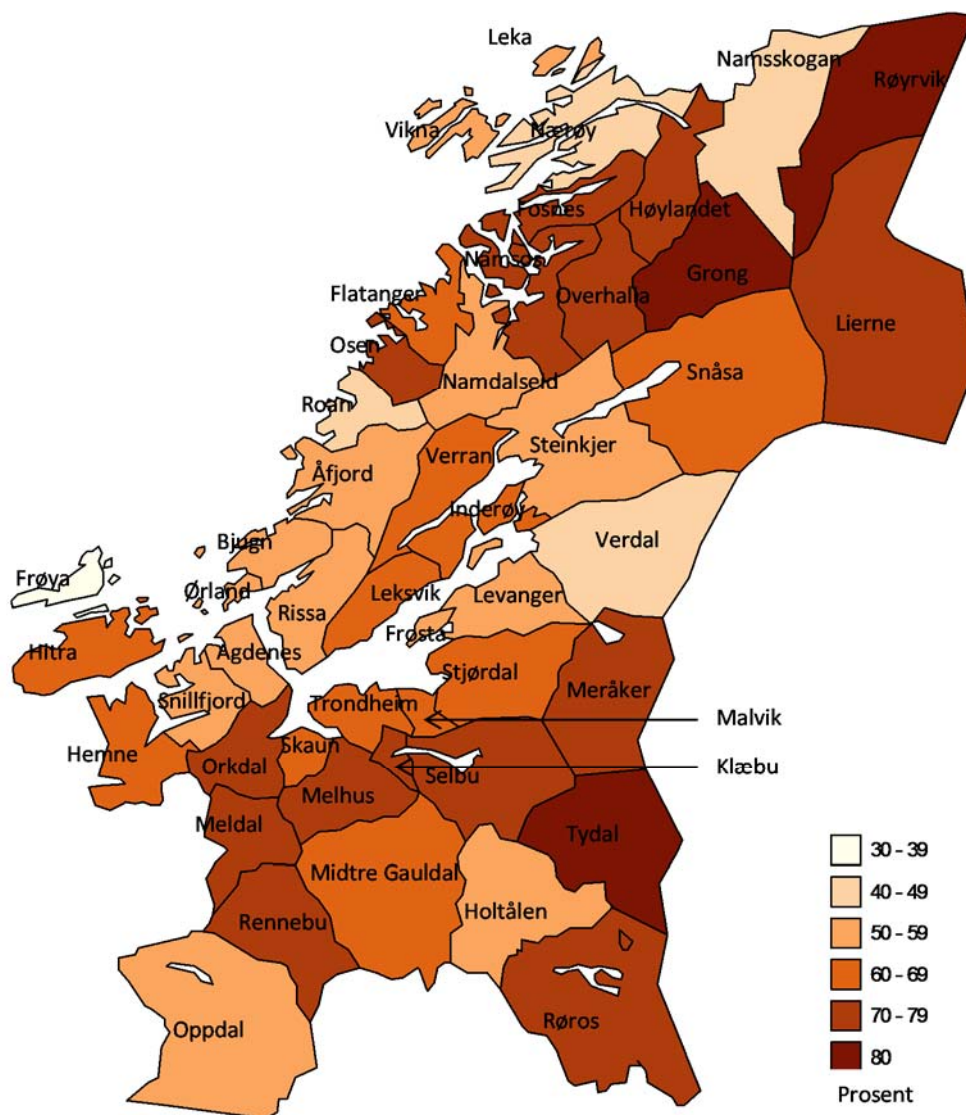 Leka
Namsskogan
Røyrvik
Vikna
Nærøy
Fosnes
Høylandet
Namsos
Grong
Overhalla
Flatanger
Lierne
Osen
Snåsa
Namdalseid
Roan
Steinkjer
Verran
Åfjord
Inderøy
Verdal
Bjugn
Frøya
Ørland
Leksvik
Levanger
Rissa
Frosta
Hitra
Agdenes
Stjørdal
Meråker
Snillfjord
Trondheim
Malvik
Hemne
Skaun
Orkdal
Klæbu
Selbu
Melhus
Meldal
Tydal
Midtre Gauldal
Holtålen
Rennebu
Røros
Oppdal
30 - 39
40 - 49
50 - 59
60 - 69
70 - 79
80
Prosent